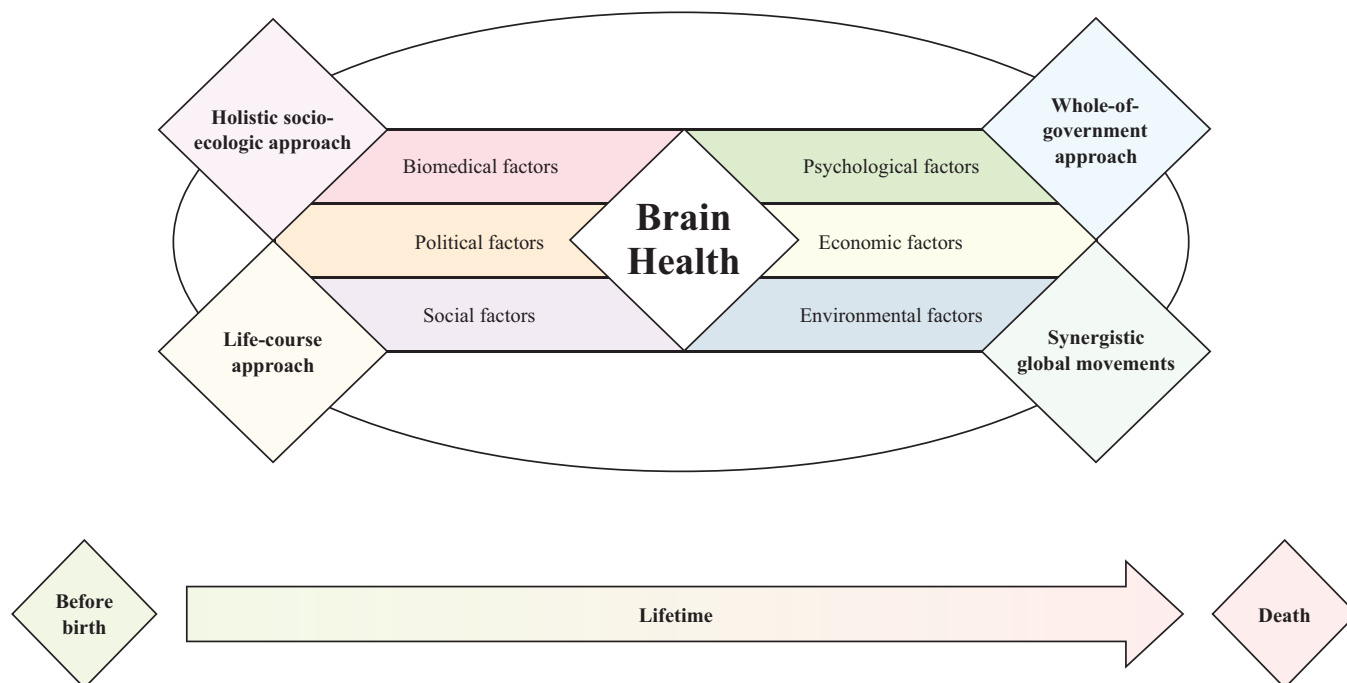 Holistic socio-
ecologic approach
Whole-of-
government
approach
Biomedical factors
Psychological factors
Brain
Health
Political factors
Economic factors
Social factors
Environmental factors
Life-course
approach
Synergistic
global movements
Before
birth
Lifetime
Death